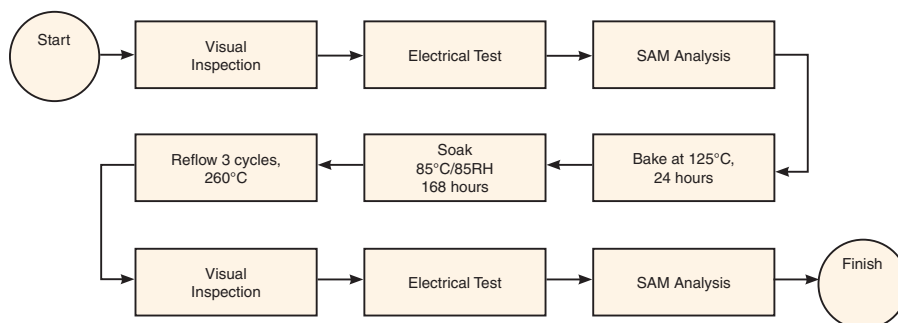 Start
Visual
Inspection
Electrical Test
SAM Analysis
Bake at 125°C,
24 hours
Soak
85°C/85RH
168 hours
Reflow 3 cycles,
260°C
Visual
Inspection
Electrical Test
SAM Analysis
Finish